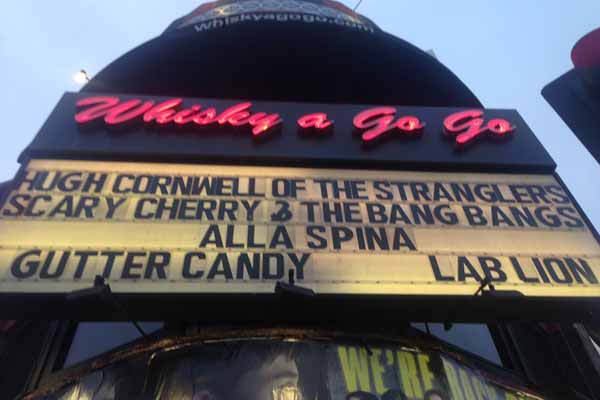 whiskyagogo.com
Whisky a Go Go
HUGH CORNWELL OF THE STRANGLERS
SCARY CHERRY & THE BANG BANGS
ALLA SPINA
GUTTER CANDY LAB LION
WE'RE